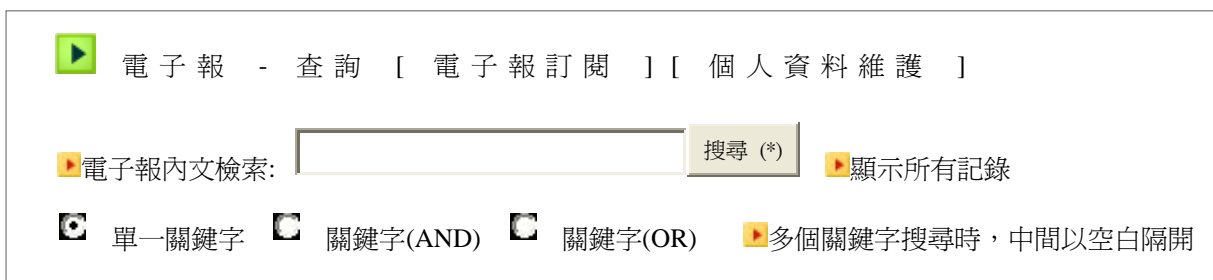 電子報 - 查詢 [ 電子報訂閱 ] [ 個人資料維護 ]
電子報內文檢索: 搜尋 (*) 顯示所有記錄
單一關鍵字 關鍵字(AND) 關鍵字(OR) 多個關鍵字搜尋時，中間以空白隔開